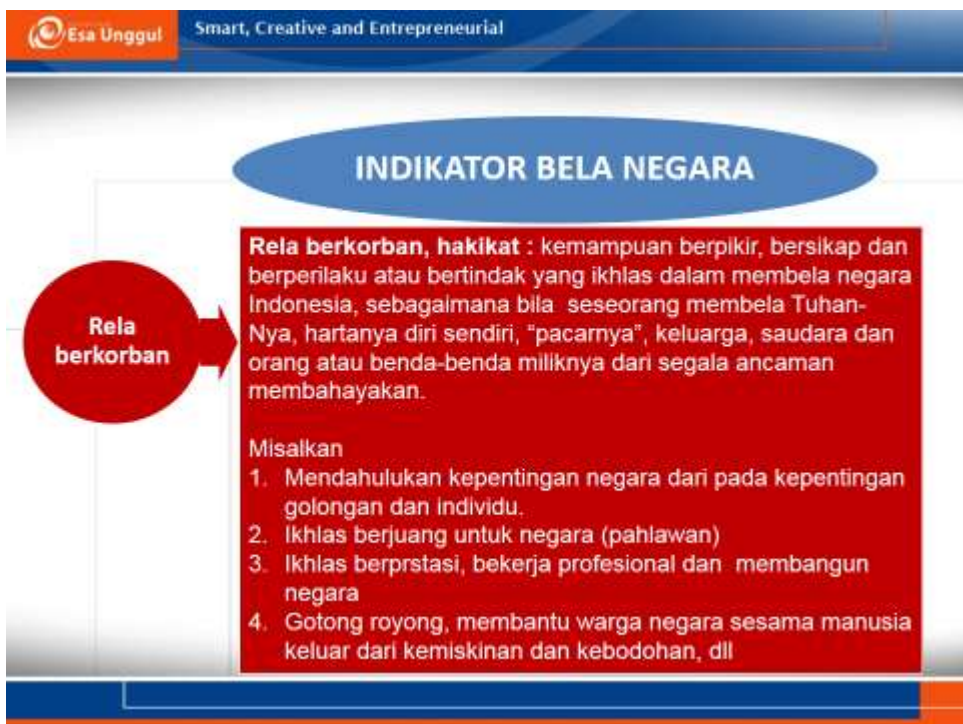 Esa Unggul
Smart, Creative and Entrepreneurial
INDIKATOR BELA NEGARA
Rela
berkorban
Rela berkorban, hakikat : kemampuan berpikir, bersikap dan
berperilaku atau bertindak yang ikhlas dalam membela negara
Indonesia, sebagaimana bila seseorang membela Tuhan-
Nya, hartanya diri sendiri, “pacarnya”, keluarga, saudara dan
orang atau benda-benda miliknya dari segala ancaman
membahayakan.
Misalkan
1. Mendahulukan kepentingan negara dari pada kepentingan
golongan dan individu.
2. Ikhlas berjuang untuk negara (pahlawan)
3. Ikhlas berprstasi, bekerja profesional dan membangun
negara
4. Gotong royong, membantu warga negara sesama manusia
keluar dari kemiskinan dan kebodohan, dll